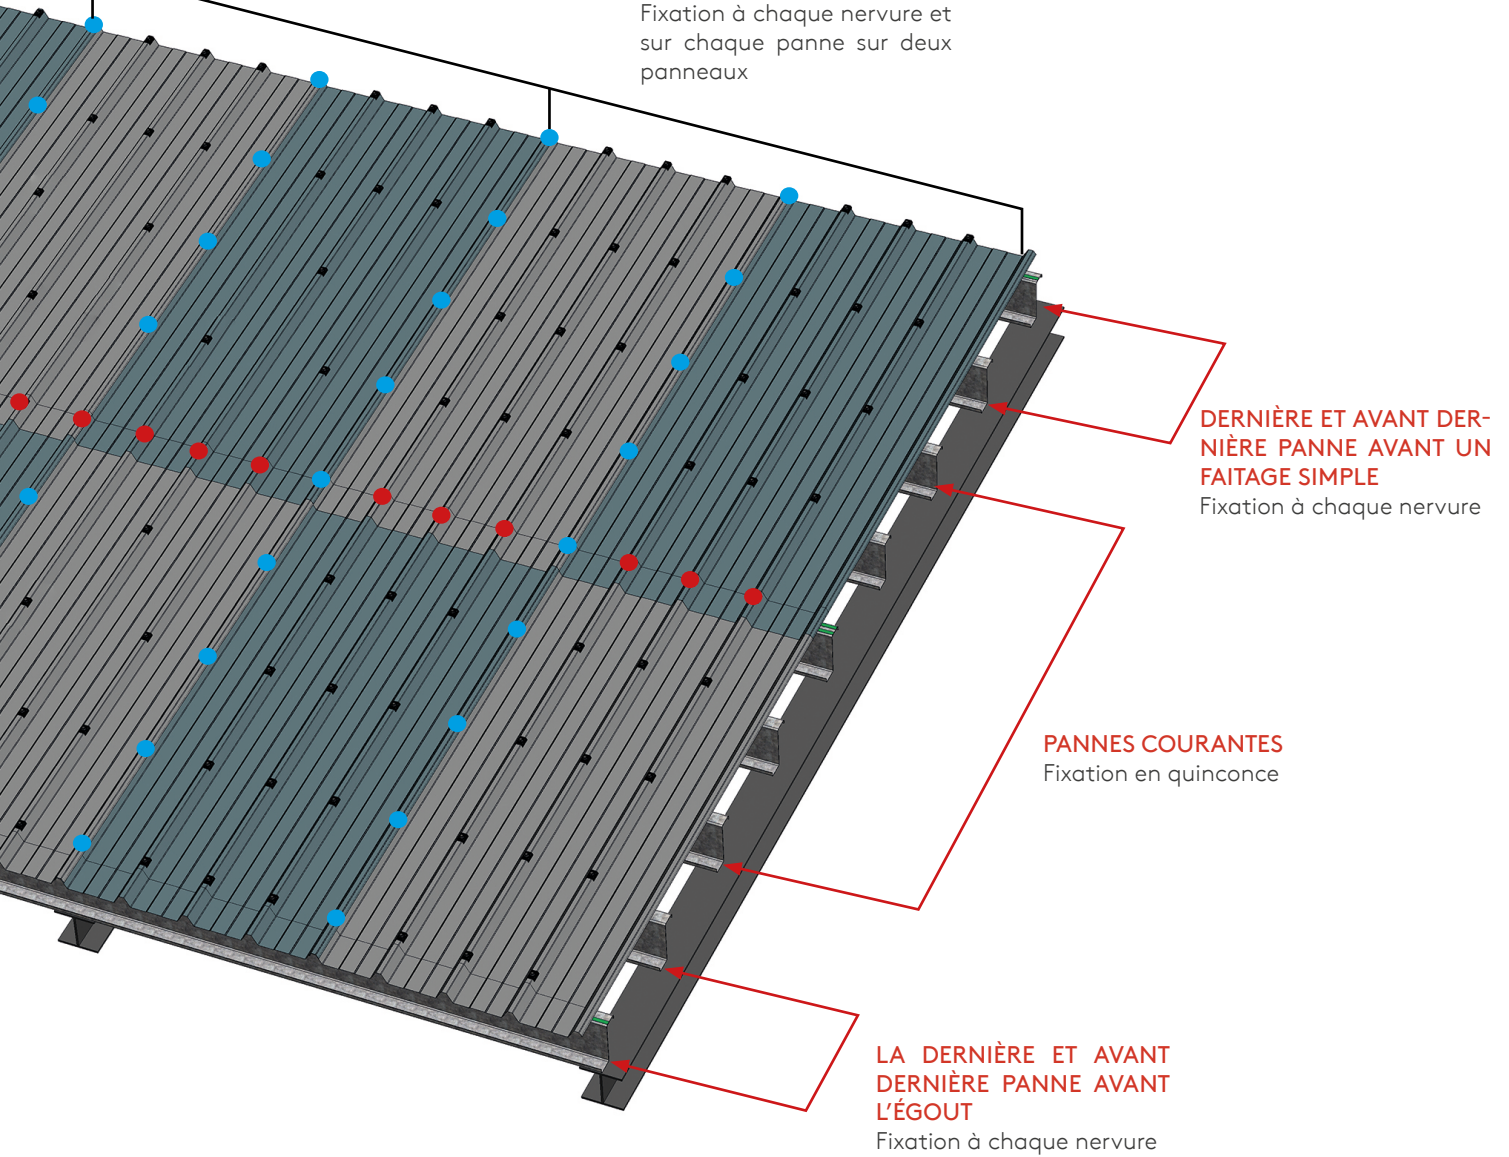 Fixation à chaque nervure et
sur chaque panne sur deux
panneaux
DERNIÈRE ET AVANT DER-
NIÈRE PANNE AVANT UN
FAITAGE SIMPLE
Fixation à chaque nervure
PANNES COURANTES
Fixation en quinconce
LA DERNIÈRE ET AVANT
DERNIÈRE PANNE AVANT
L'ÉGOUT
Fixation à chaque nervure